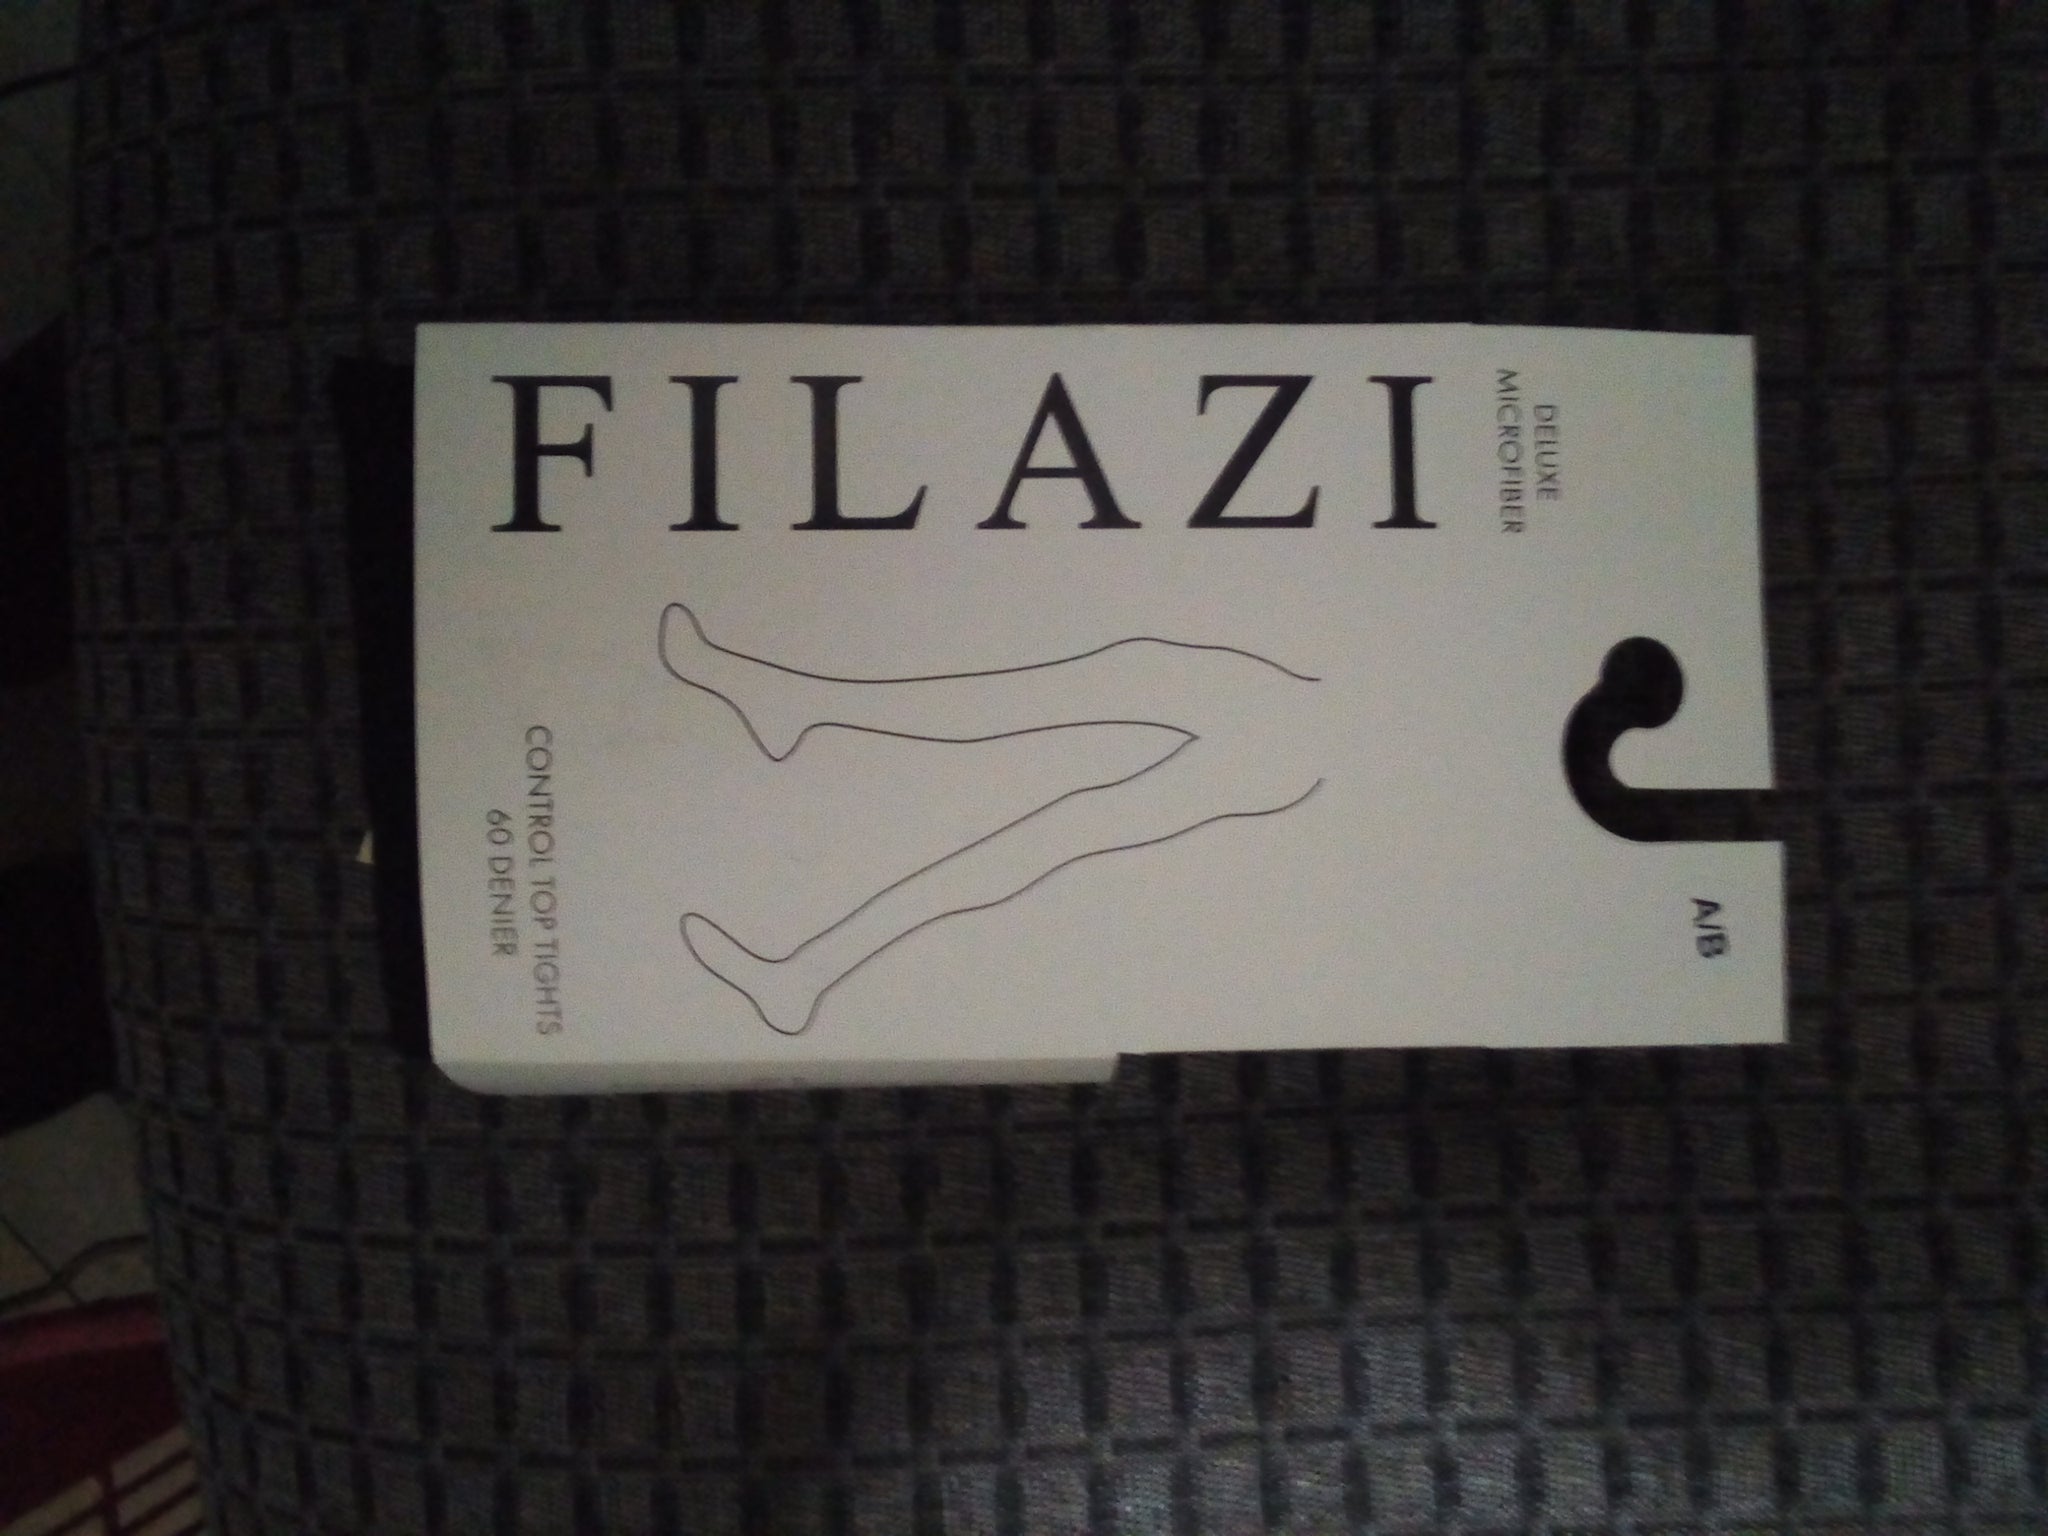 A/B
DELUXE
MICROFIBER
FILAZI
CONTROL TOP TIGHTS
60 DENIER